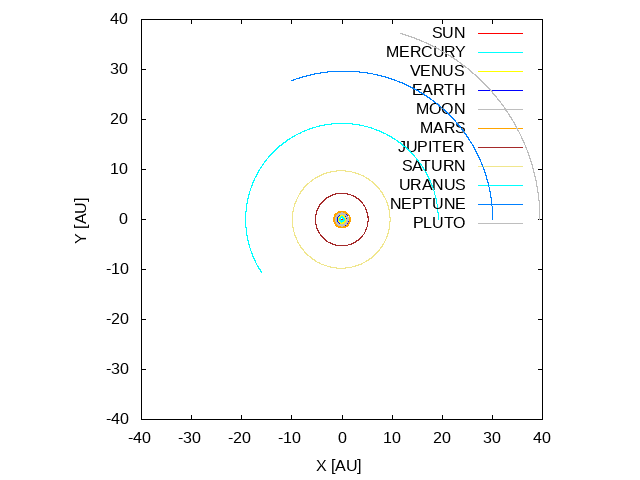 40
30
20
10
0
-10
-20
-30
-40
Y [AU]
SUN
MERCURY
VENUS
EARTH
MOON
MARS
JUPITER
SATURN
URANUS
NEPTUNE
PLUTO
-40 -30 -20 -10 0 10 20 30 40
X [AU]